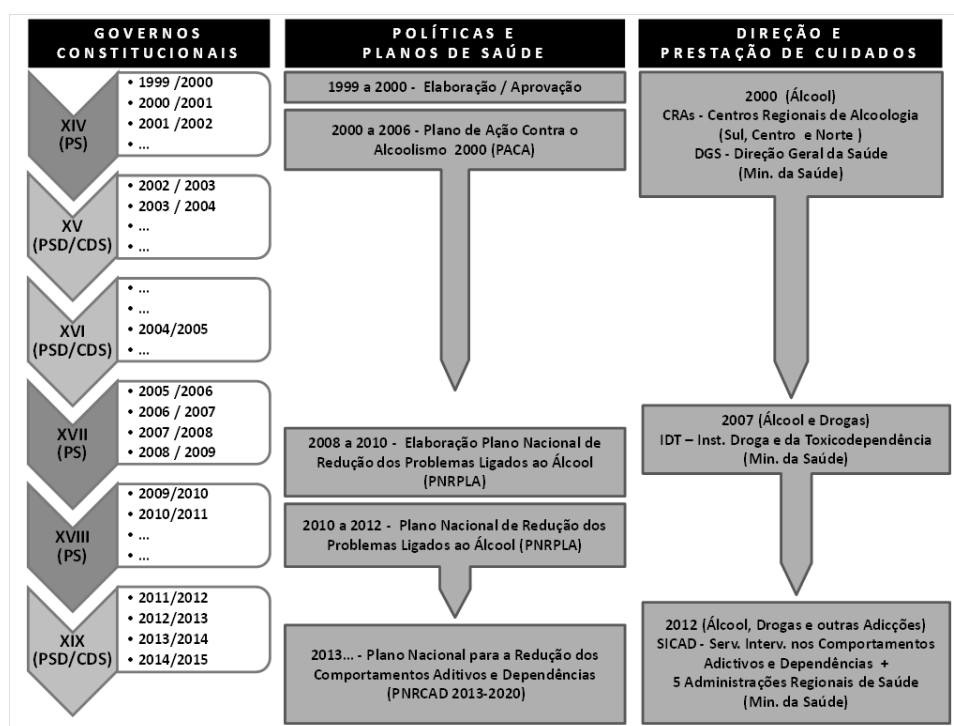 GOVERNOS
CONSTITUCIONAIS
XIV
(PS)
• 1999 /2000
• 2000 /2001
• 2001 /2002
• ...
XV
(PSD/CDS)
• 2002 / 2003
• 2003 / 2004
• ...
• ...
XVI
(PSD/CDS)
• ...
• ...
• 2004/2005
• ...
XVII
(PS)
• 2005 /2006
• 2006 / 2007
• 2007 /2008
• 2008 / 2009
XVIII
(PS)
• 2009/2010
• 2010/2011
• ...
• ...
XIX
(PSD/CDS)
• 2011/2012
• 2012/2013
• 2013/2014
• 2014/2015
POLÍTICAS E
PLANOS DE SAÚDE
1999 a 2000 - Elaboração / Aprovação
2000 a 2006 - Plano de Ação Contra o
Alcoolismo 2000 (PACA)
2008 a 2010 - Elaboração Plano Nacional de
Redução dos Problemas Ligados ao Álcool
(PNRPLA)
2010 a 2012 - Plano Nacional de Redução dos
Problemas Ligados ao Álcool (PNRPLA)
2013... - Plano Nacional para a Redução dos
Comportamentos Aditivos e Dependências
(PNRCAD 2013-2020)
DIREÇÃO E
PRESTAÇÃO DE CUIDADOS
2000 (Álcool)
CRAs - Centros Regionais de Alcoologia
(Sul, Centro e Norte )
DGS - Direção Geral da Saúde
(Min. da Saúde)
2007 (Álcool e Drogas)
IDT – Inst. Droga e da Toxicodependência
(Min. da Saúde)
2012 (Álcool, Drogas e outras Adicções)
SICAD - Serv. Interv. nos Comportamentos
Adictivos e Dependências +
5 Administrações Regionais de Saúde
(Min. da Saúde)